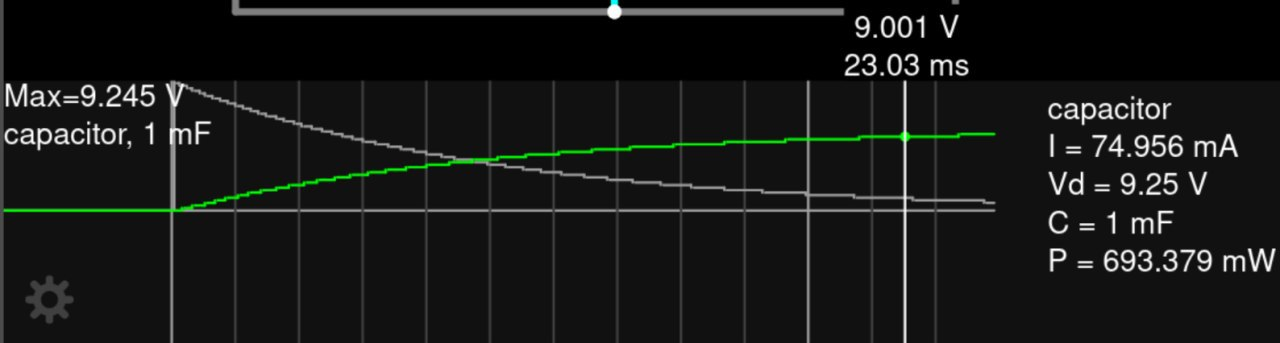 9.001 V
23.03 ms
Max=9.245 V
capacitor, 1 mF
capacitor
I = 74.956 mA
Vd = 9.25 V
C = 1 mF
P = 693.379 mW